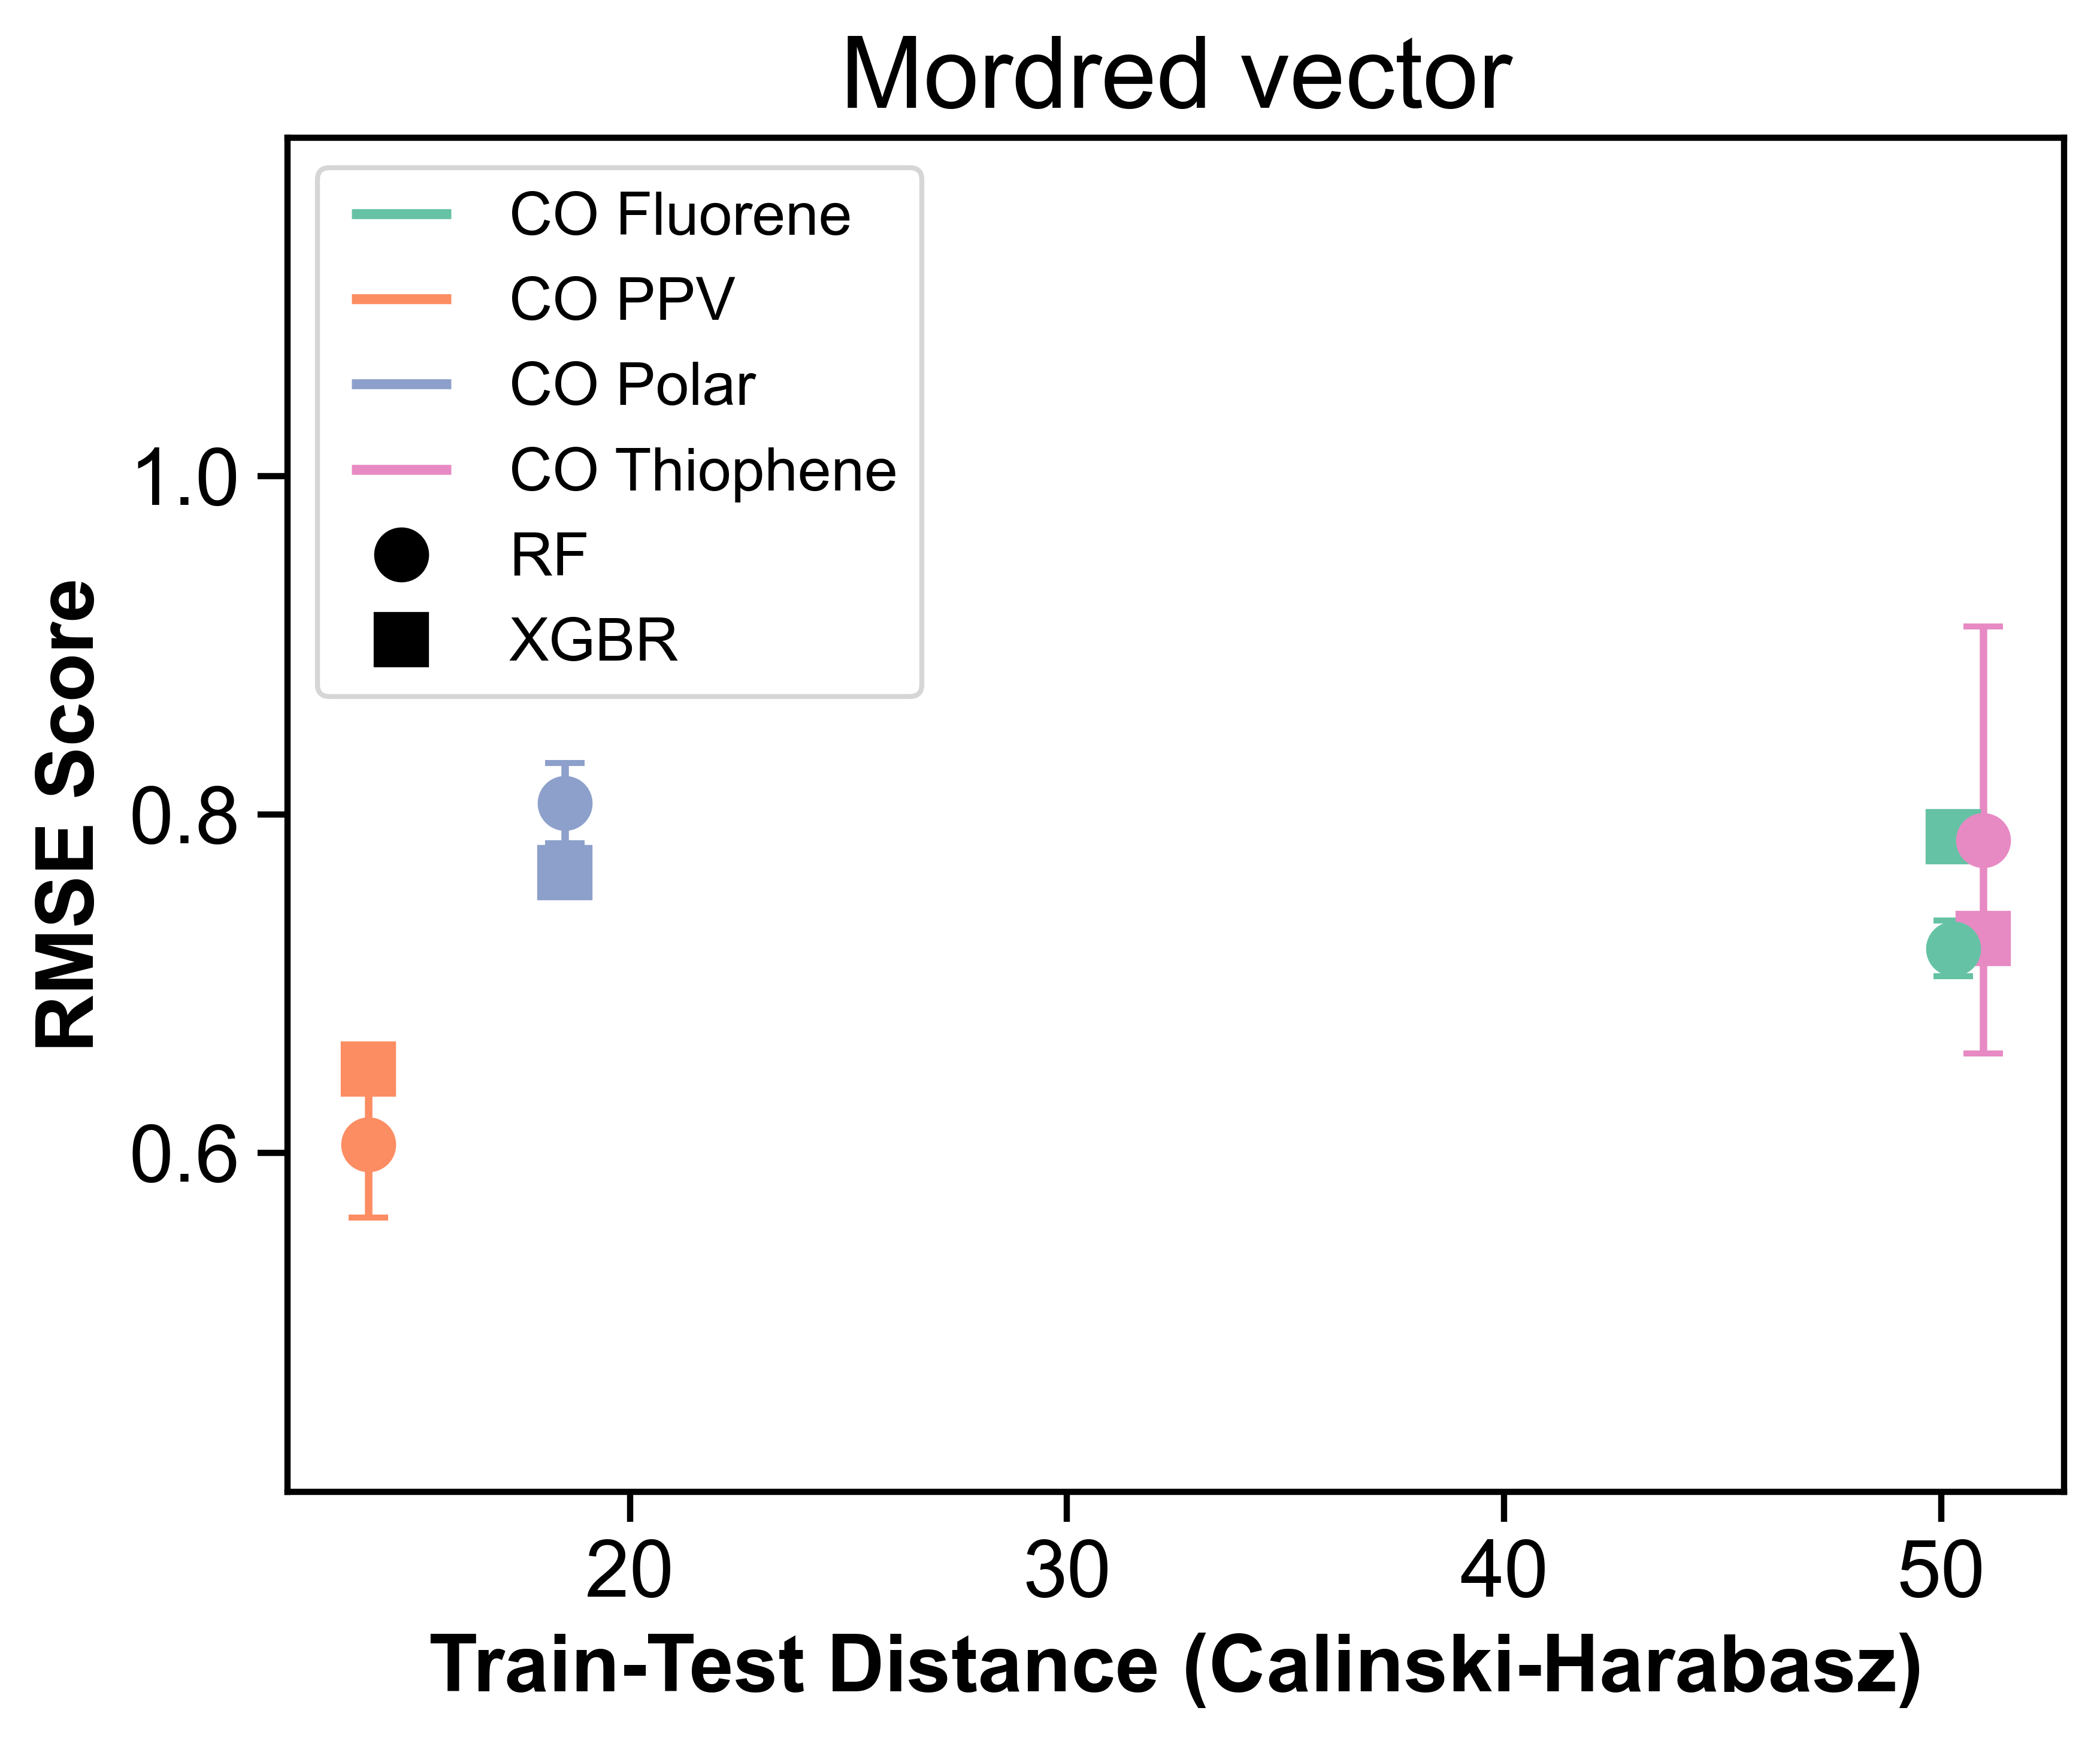 Mordred vector
CO Fluorene
CO PPV
CO Polar
CO Thiophene
RF
XGBR
RMSE Score
1.0
0.8
0.6
20
30
40
50
Train-Test Distance (Calinski-Harabasz)